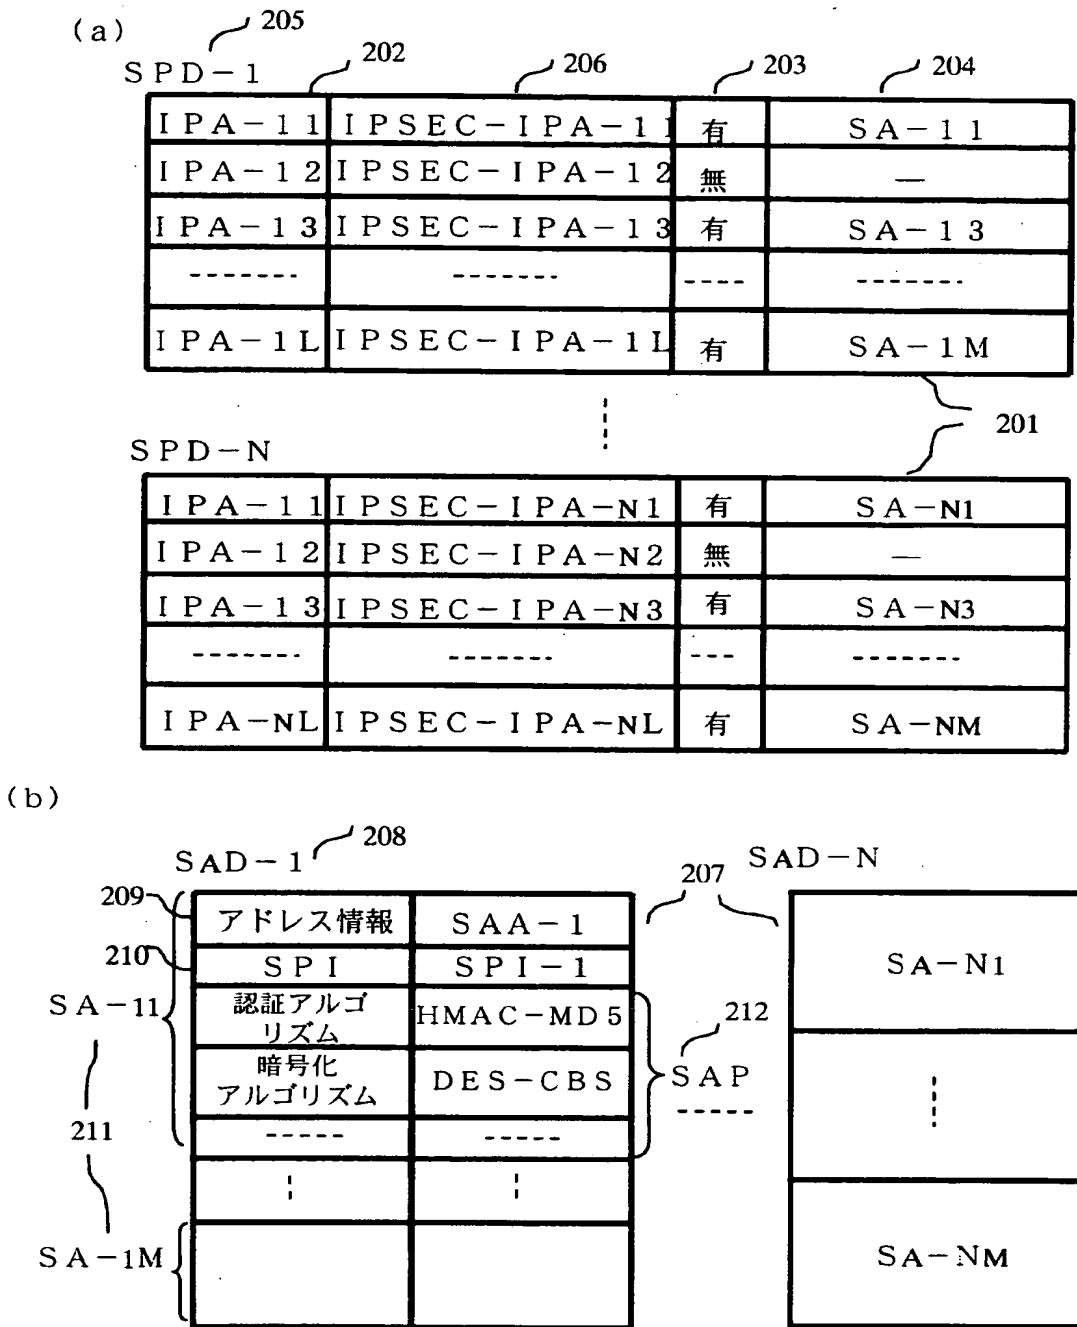 (a)
205
SPD-1
202
206
203
204
IPA-11 IPSEC-IPA-11 有 SA-11
IPA-12 IPSEC-IPA-12 無 —
IPA-13 IPSEC-IPA-13 有 SA-13
------- ------- ---- -------
IPA-1L IPSEC-IPA-1L 有 SA-1M
201
SPD-N
IPA-11 IPSEC-IPA-N1 有 SA-N1
IPA-12 IPSEC-IPA-N2 無 —
IPA-13 IPSEC-IPA-N3 有 SA-N3
------- ------- --- -------
IPA-NL IPSEC-IPA-NL 有 SA-NM
(b)
SAD-1
208
209
アドレス情報 SAA-1
210
SPI SPI-1
SA-11
認証アルゴ
リズム
HMAC-MD5
暗号化
アルゴリズム
DES-CBS
----- -----
211
SA-1M
212
SAP
-----
207
SAD-N
SA-N1
SA-NM